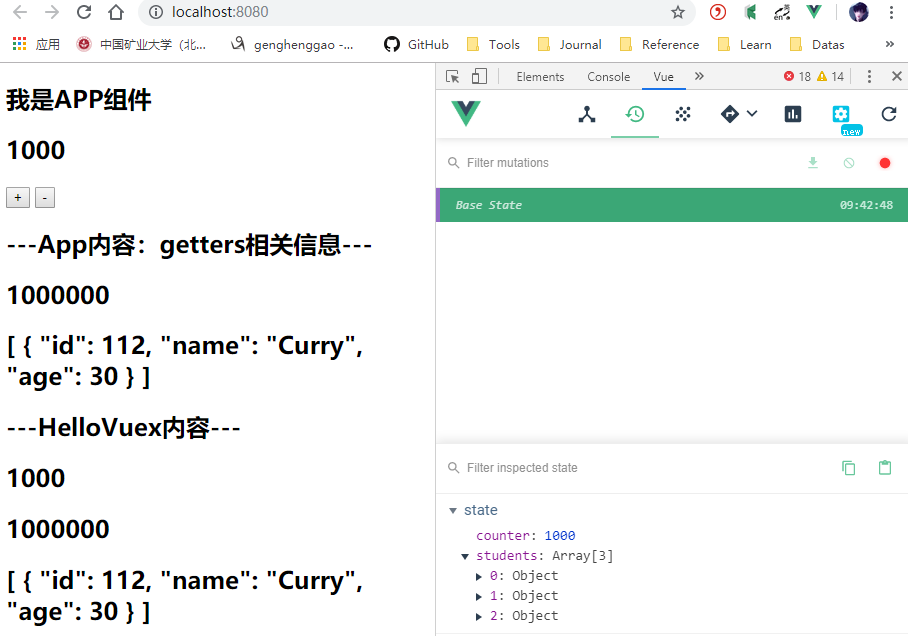 localhost:8080
应用 中国矿业大学（北... genghenggao -... GitHub Tools Journal Reference Learn Datas »
我是APP组件
1000
+ -
---App内容：getters相关信息---
1000000
[ { "id": 112, "name": "Curry",
"age": 30 } ]
---HelloVuex内容---
1000
1000000
[ { "id": 112, "name": "Curry",
"age": 30 } ]
Elements Console Vue » 18 14
new
Filter mutations
Base State 09:42:48
Filter inspected state
state
counter: 1000
students: Array[3]
0: Object
1: Object
2: Object